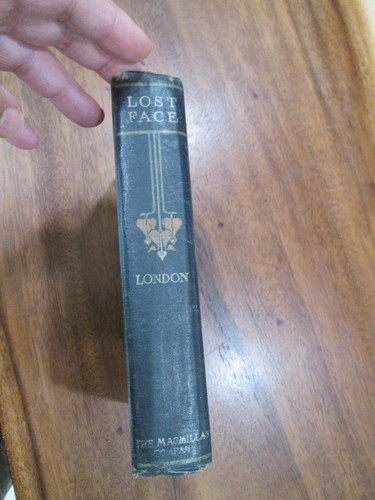 LOST
FACE
LONDON
THE MACMILLAN
COMPANY